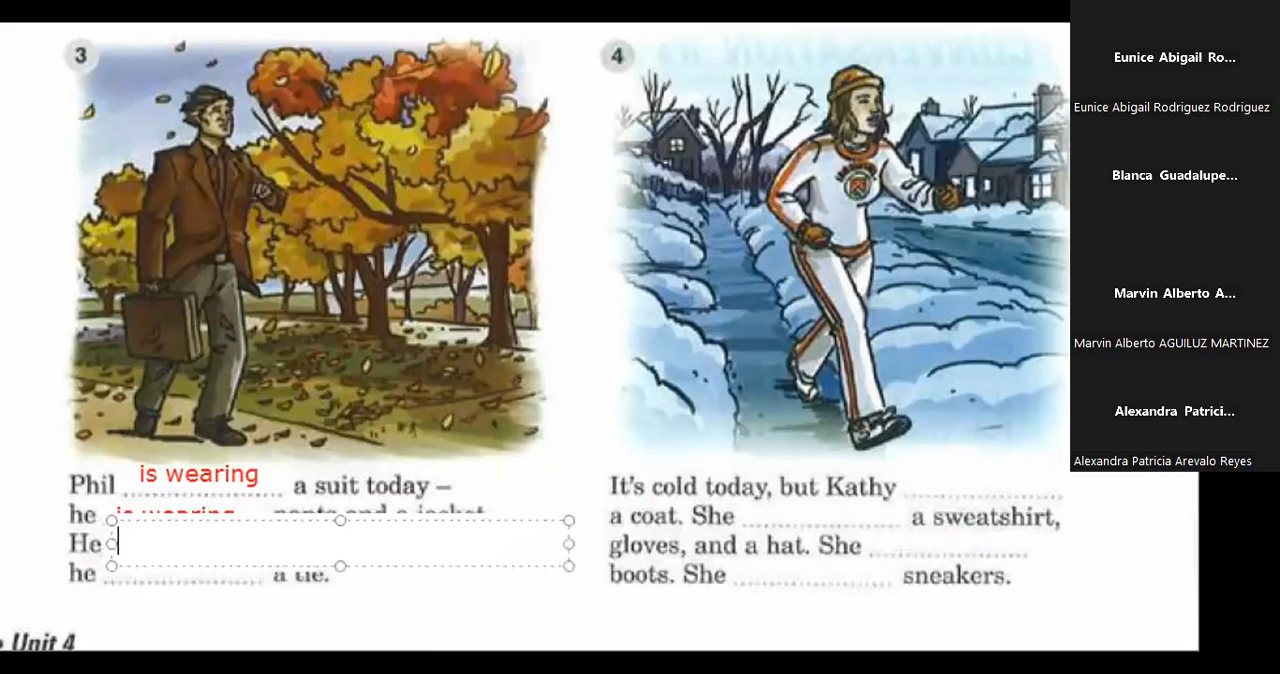 3
4
Eunice Abigail Ro...
Eunice Abigail Rodriguez Rodriguez
Blanca Guadalupe...
Marvin Alberto A...
Marvin Alberto AGUILUZ MARTINEZ
Alexandra Patrici...
Alexandra Patricia Arevalo Reyes
Phil is wearing a suit today –
he is wearing pants and a jacket
He
he .................... a tie.
It's cold today, but Kathy ....................
a coat. She .................... a sweatshirt,
gloves, and a hat. She ....................
boots. She .................... sneakers.
Unit 4